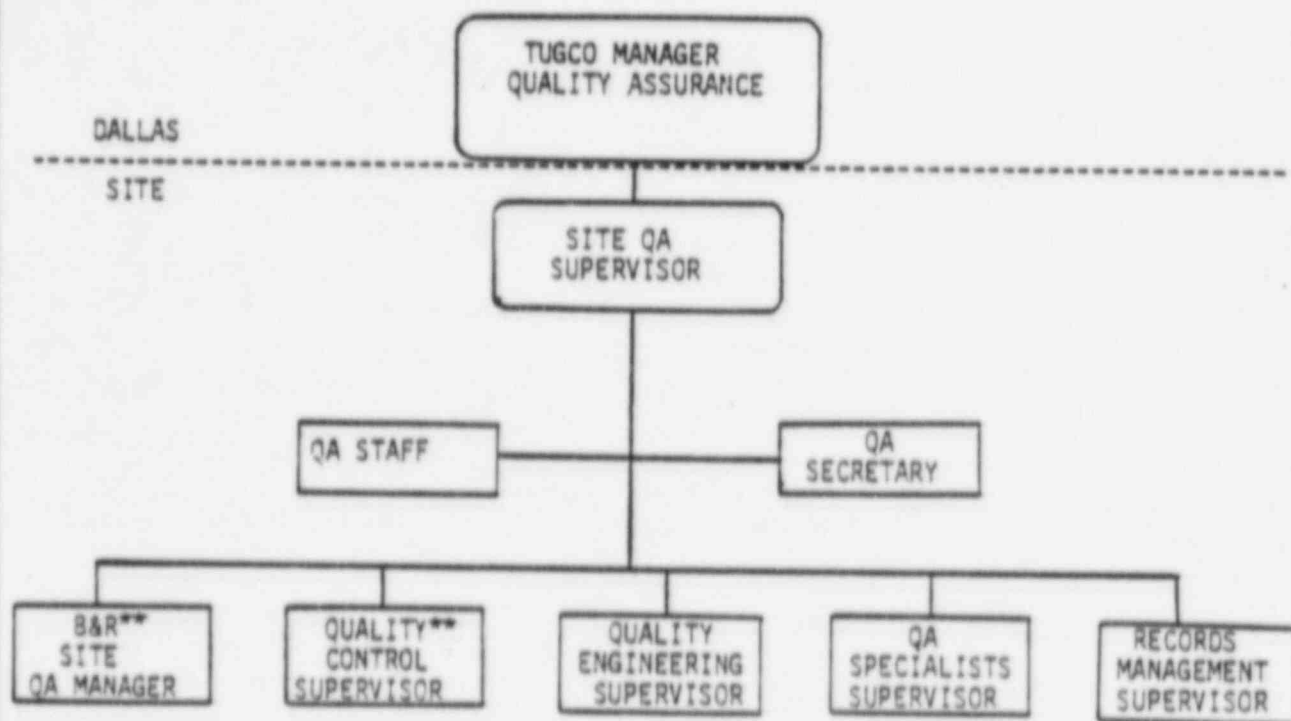 TUGCO MANAGER
QUALITY ASSURANCE
DALLAS
SITE
SITE QA
SUPERVISOR
QA STAFF
QA
SECRETARY
B&R**
SITE
QA MANAGER
QUALITY**
CONTROL
SUPERVISOR
QUALITY
ENGINEERING
SUPERVISOR
QA
SPECIALISTS
SUPERVISOR
RECORDS
MANAGEMENT
SUPERVISOR